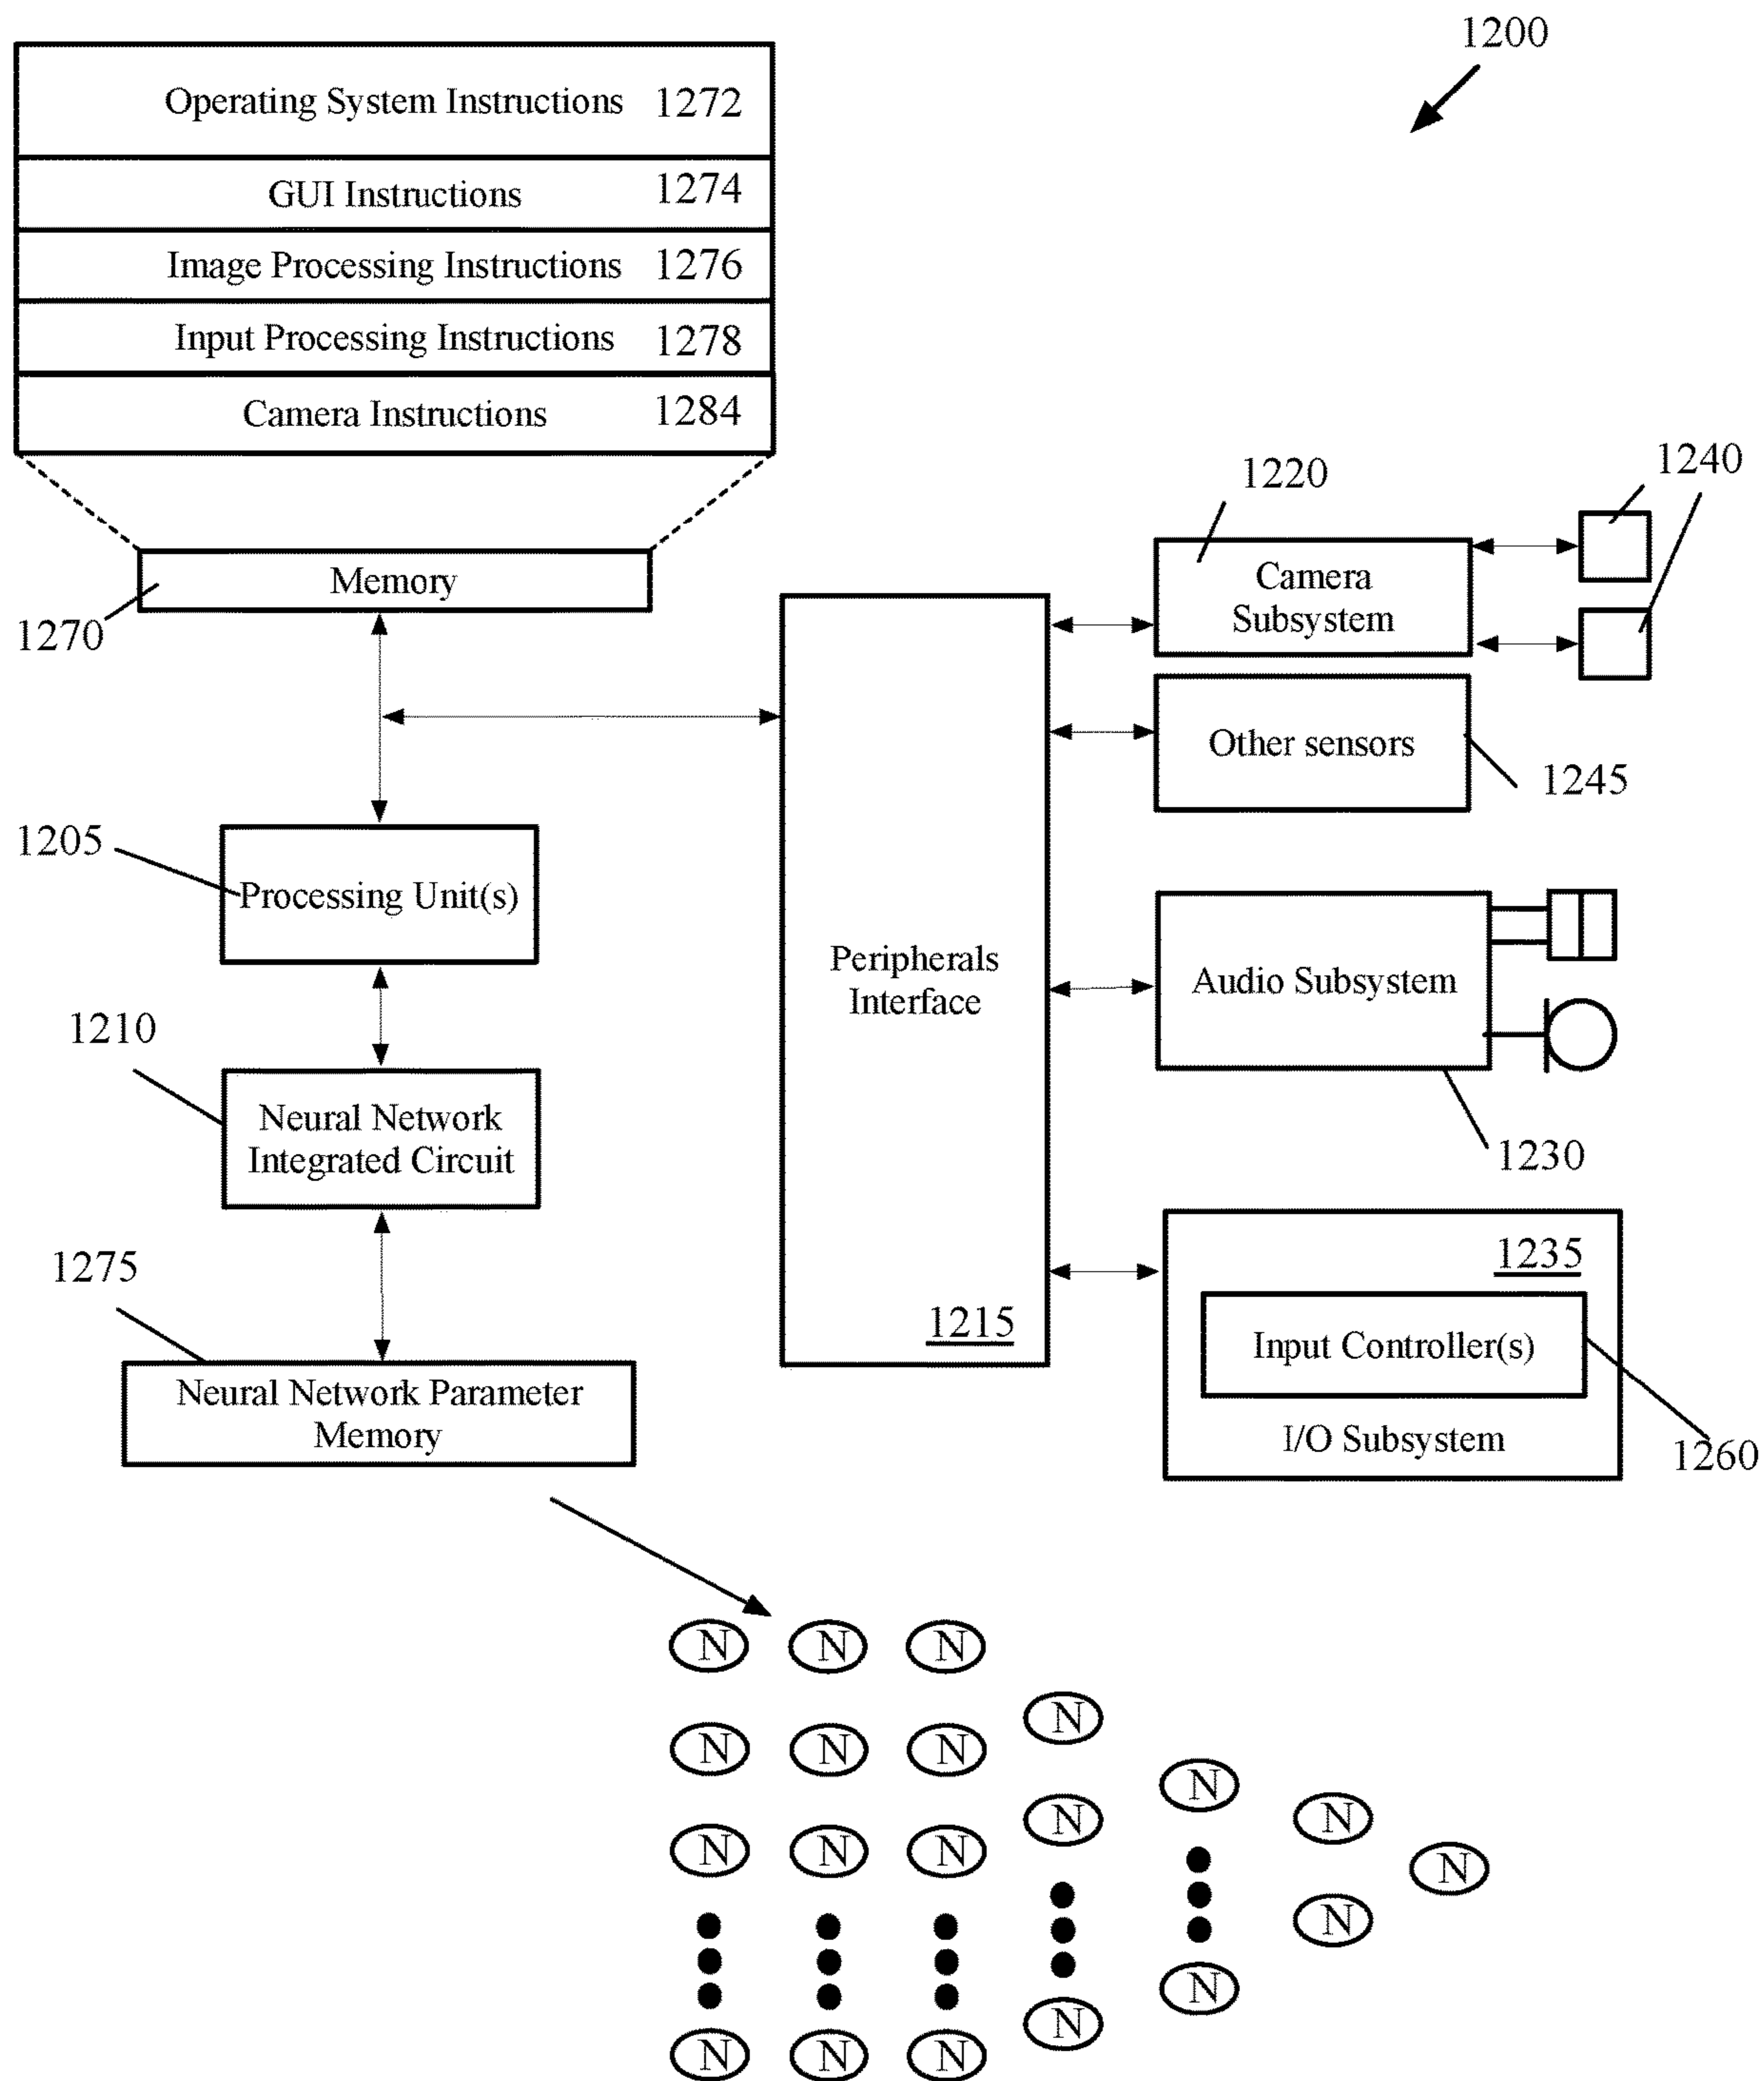 1200
Operating System Instructions 1272
GUI Instructions 1274
Image Processing Instructions 1276
Input Processing Instructions 1278
Camera Instructions 1284
Memory
1270
1220
1240
Camera
Subsystem
Other sensors
1245
1205
Processing Unit(s)
1210
Neural Network
Integrated Circuit
1275
Neural Network Parameter
Memory
Peripherals
Interface
1215
Audio Subsystem
1230
1235
Input Controller(s)
I/O Subsystem
1260
N N N
N
N N N
N
N
N
N N N
N
N
N
N
N N N